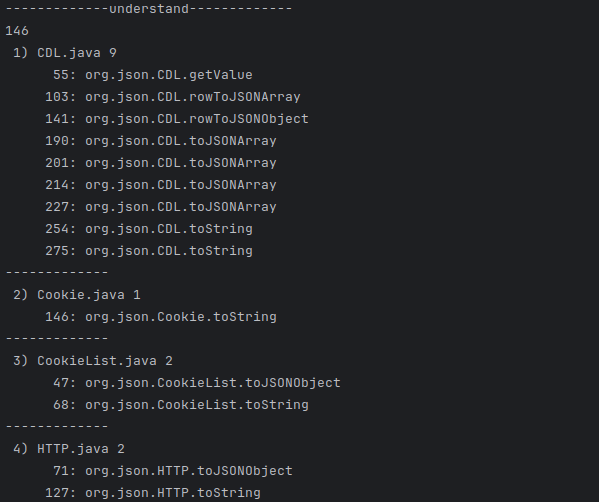 -------------understand-------------
146
 1) CDL.java 9
      55: org.json.CDL.getValue
     103: org.json.CDL.rowToJSONArray
     141: org.json.CDL.rowToJSONObject
     190: org.json.CDL.toJSONArray
     201: org.json.CDL.toJSONArray
     214: org.json.CDL.toJSONArray
     227: org.json.CDL.toJSONArray
     254: org.json.CDL.toString
     275: org.json.CDL.toString
-------------
 2) Cookie.java 1
     146: org.json.Cookie.toString
-------------
 3) CookieList.java 2
      47: org.json.CookieList.toJSONObject
      68: org.json.CookieList.toString
-------------
 4) HTTP.java 2
      71: org.json.HTTP.toJSONObject
     127: org.json.HTTP.toString